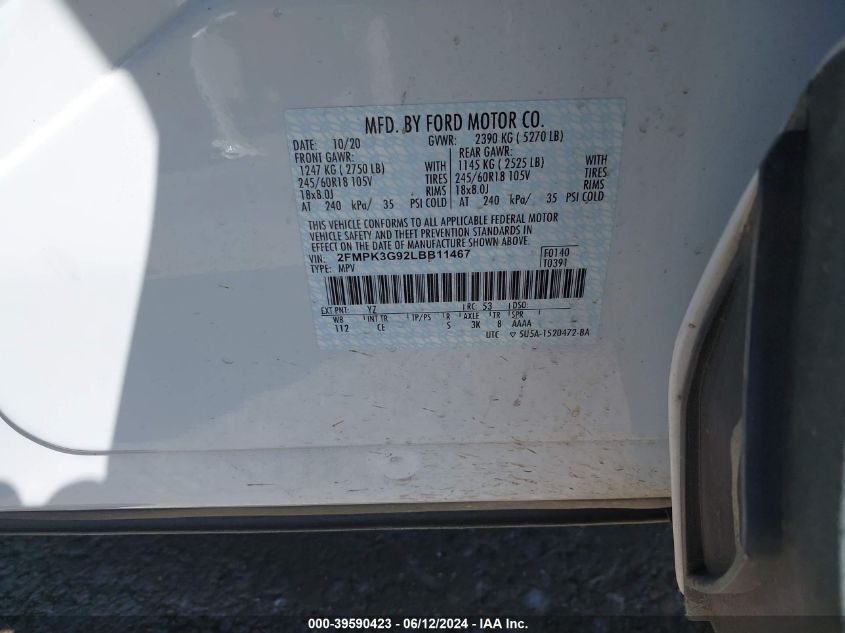 MFD. BY FORD MOTOR CO.
DATE: 10/20 GVWR: 2390 KG ( 5270 LB)
FRONT GAWR: REAR GAWR:
1247 KG ( 2750 LB) WITH 1145 KG ( 2525 LB) WITH
245/60R18 105V TIRES 245/60R18 105V TIRES
18x8.0J RIMS 18x8.0J RIMS
AT 240 kPa/ 35 PSI COLD AT 240 kPa/ 35 PSI COLD
THIS VEHICLE CONFORMS TO ALL APPLICABLE FEDERAL MOTOR
VEHICLE SAFETY AND THEFT PREVENTION STANDARDS IN
EFFECT ON THE DATE OF MANUFACTURE SHOWN ABOVE.
VIN: 2FMPK3G92LBB11467 F0140
TYPE: MPV T0391
EXT PNT: YZ RC: 53 DSO:
WB INT TR TP/PS R AXLE TR SPR
112 CE S 3K 8 AAAA
UTC ▽ 5U5A-1520472-BA
000-39590423 - 06/12/2024 - IAA Inc.